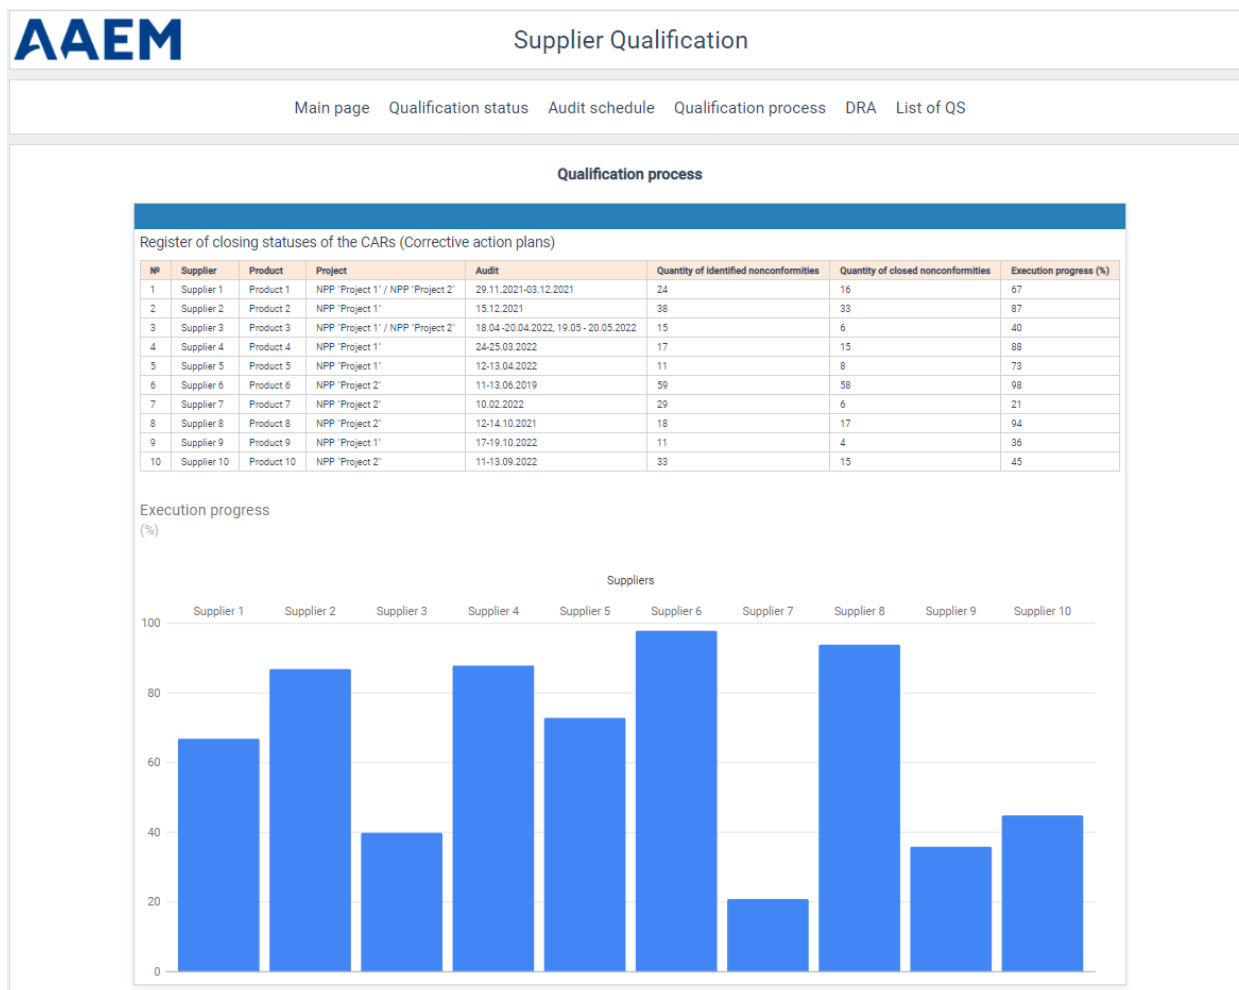 AAEM
Supplier Qualification
Main page Qualification status Audit schedule Qualification process DRA List of QS
Qualification process
Register of closing statuses of the CARs (Corrective action plans)
№ Supplier Product Project Audit Quantity of identified nonconformities Quantity of closed nonconformities Execution progress (%)
1 Supplier 1 Product 1 NPP "Project 1" / NPP "Project 2" 29.11.2021-03.12.2021 24 16 67
2 Supplier 2 Product 2 NPP "Project 1" 15.12.2021 38 33 87
3 Supplier 3 Product 3 NPP "Project 1" / NPP "Project 2" 18.04 -20.04.2022, 19.05 - 20.05.2022 15 6 40
4 Supplier 4 Product 4 NPP "Project 1" 24-25.03.2022 17 15 88
5 Supplier 5 Product 5 NPP "Project 1" 12-13.04.2022 11 8 73
6 Supplier 6 Product 6 NPP "Project 2" 11-13.06.2019 59 58 98
7 Supplier 7 Product 7 NPP "Project 2" 10.02.2022 29 6 21
8 Supplier 8 Product 8 NPP "Project 2" 12-14.10.2021 18 17 94
9 Supplier 9 Product 9 NPP "Project 1" 17-19.10.2022 11 4 36
10 Supplier 10 Product 10 NPP "Project 2" 11-13.09.2022 33 15 45
Execution progress
(%)
Suppliers
Supplier 1 Supplier 2 Supplier 3 Supplier 4 Supplier 5 Supplier 6 Supplier 7 Supplier 8 Supplier 9 Supplier 10
100
80
60
40
20
0